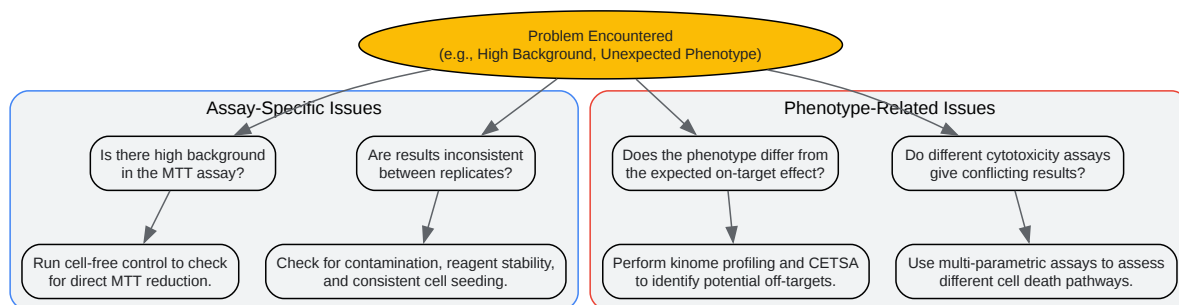 Problem Encountered
(e.g., High Background, Unexpected Phenotype)
Assay-Specific Issues
Is there high background
in the MTT assay?
Are results inconsistent
between replicates?
Run cell-free control to check
for direct MTT reduction.
Check for contamination, reagent stability,
and consistent cell seeding.
Phenotype-Related Issues
Does the phenotype differ from
the expected on-target effect?
Do different cytotoxicity assays
give conflicting results?
Perform kinome profiling and CETSA
to identify potential off-targets.
Use multi-parametric assays to assess
different cell death pathways.